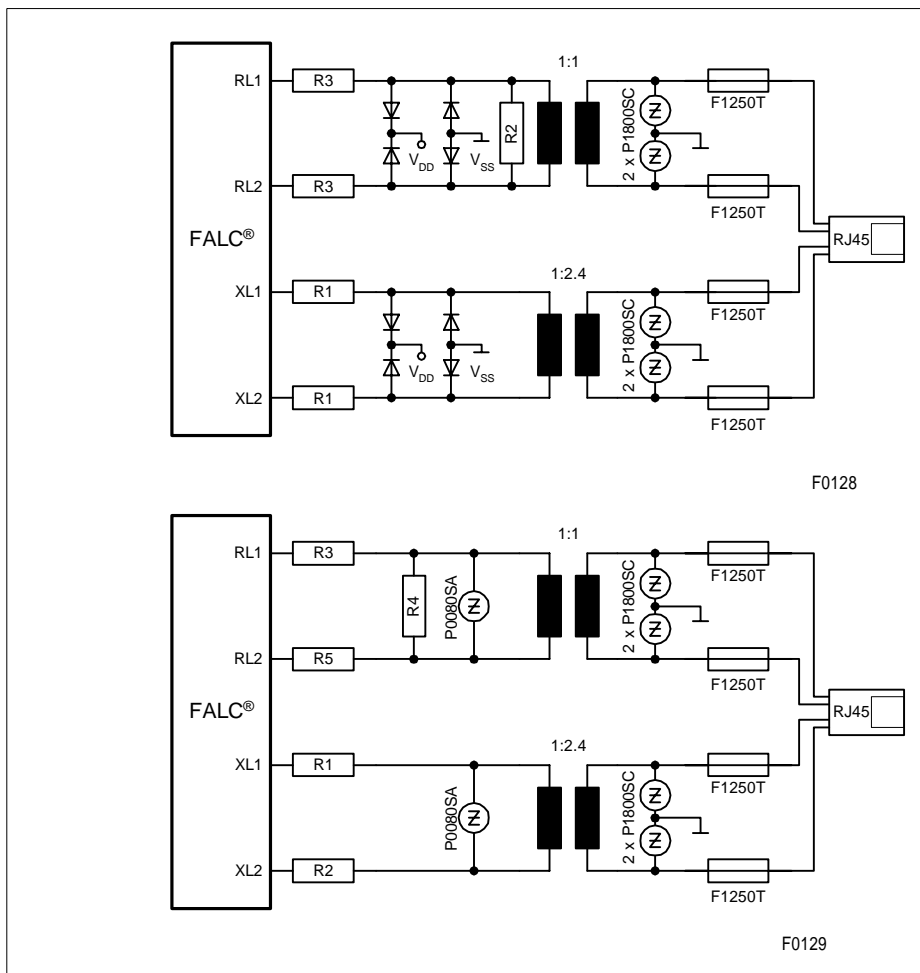 1:1
RL1
R3
F1250T
2 x P1800SC
R2
V_DD
V_SS
RL2
R3
F1250T
RJ45
FALC®
1:2.4
XL1
R1
F1250T
2 x P1800SC
V_DD
V_SS
XL2
R1
F1250T
F0128
1:1
RL1
R3
F1250T
R4
P0080SA
2 x P1800SC
RL2
R5
F1250T
RJ45
FALC®
1:2.4
XL1
R1
F1250T
P0080SA
2 x P1800SC
XL2
R2
F1250T
F0129